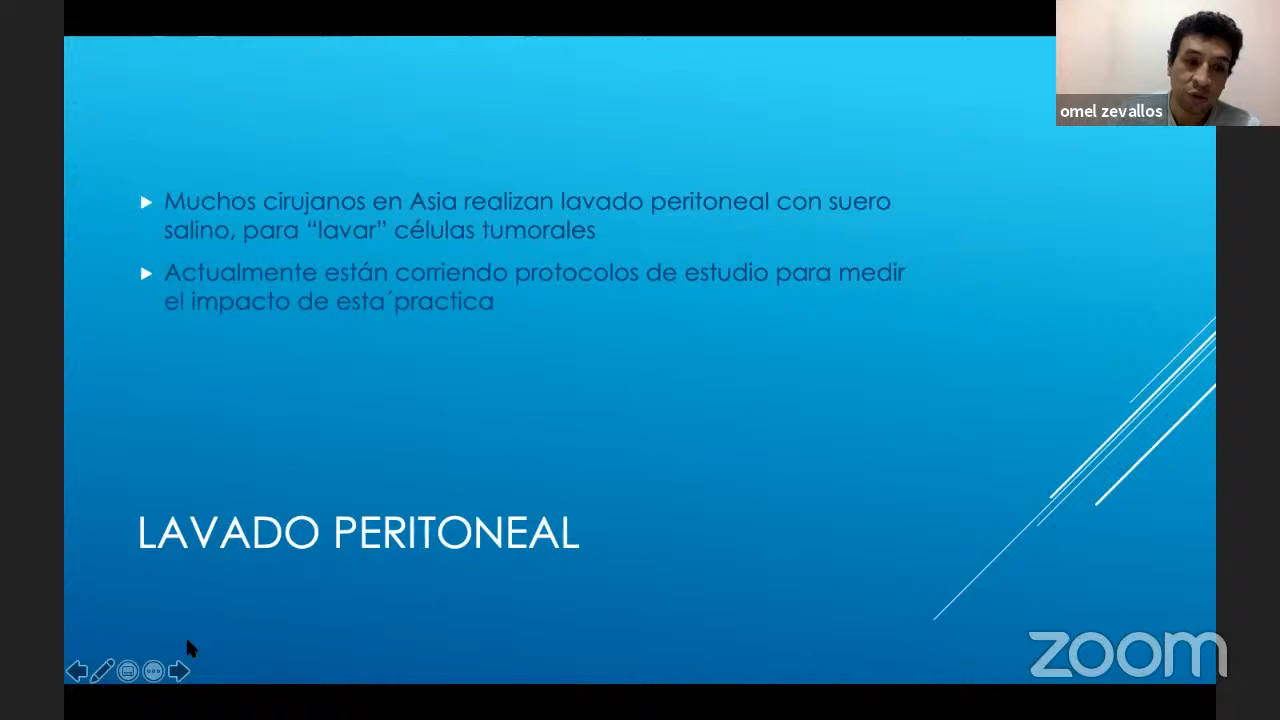 omel zevallos
Muchos cirujanos en Asia realizan lavado peritoneal con suero
salino, para “lavar” células tumorales
Actualmente están corriendo protocolos de estudio para medir
el impacto de esta´practica
LAVADO PERITONEAL
zoom